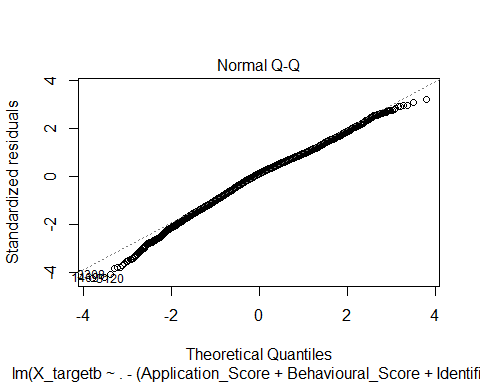 Normal Q-Q
Standardized residuals
4
2
0
-2
-4
-4
-2
0
2
4
Theoretical Quantiles
lm(X_targetb ~ . - (Application_Score + Behavioural_Score + Identifi